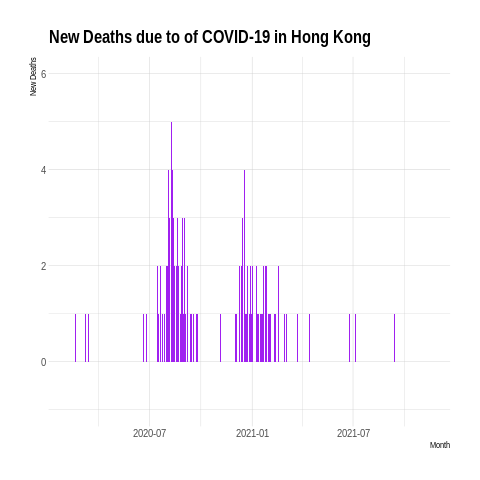 New Deaths due to of COVID-19 in Hong Kong
New Deaths
6
4
2
0
2020-07 2021-01 2021-07
Month